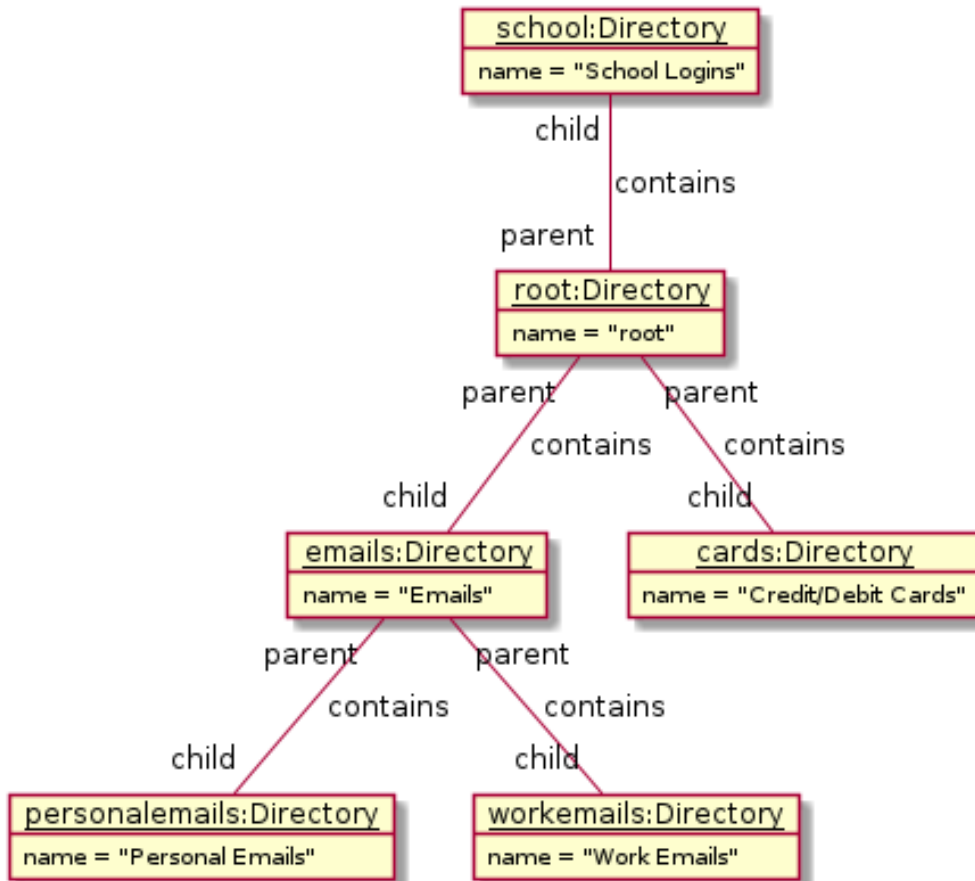 school:Directory
name = "School Logins"
child
contains
parent
root:Directory
name = "root"
parent
parent
contains
contains
child
child
emails:Directory
cards:Directory
name = "Emails"
name = "Credit/Debit Cards"
parent
parent
contains
contains
child
child
personalemails:Directory
workemails:Directory
name = "Personal Emails"
name = "Work Emails"